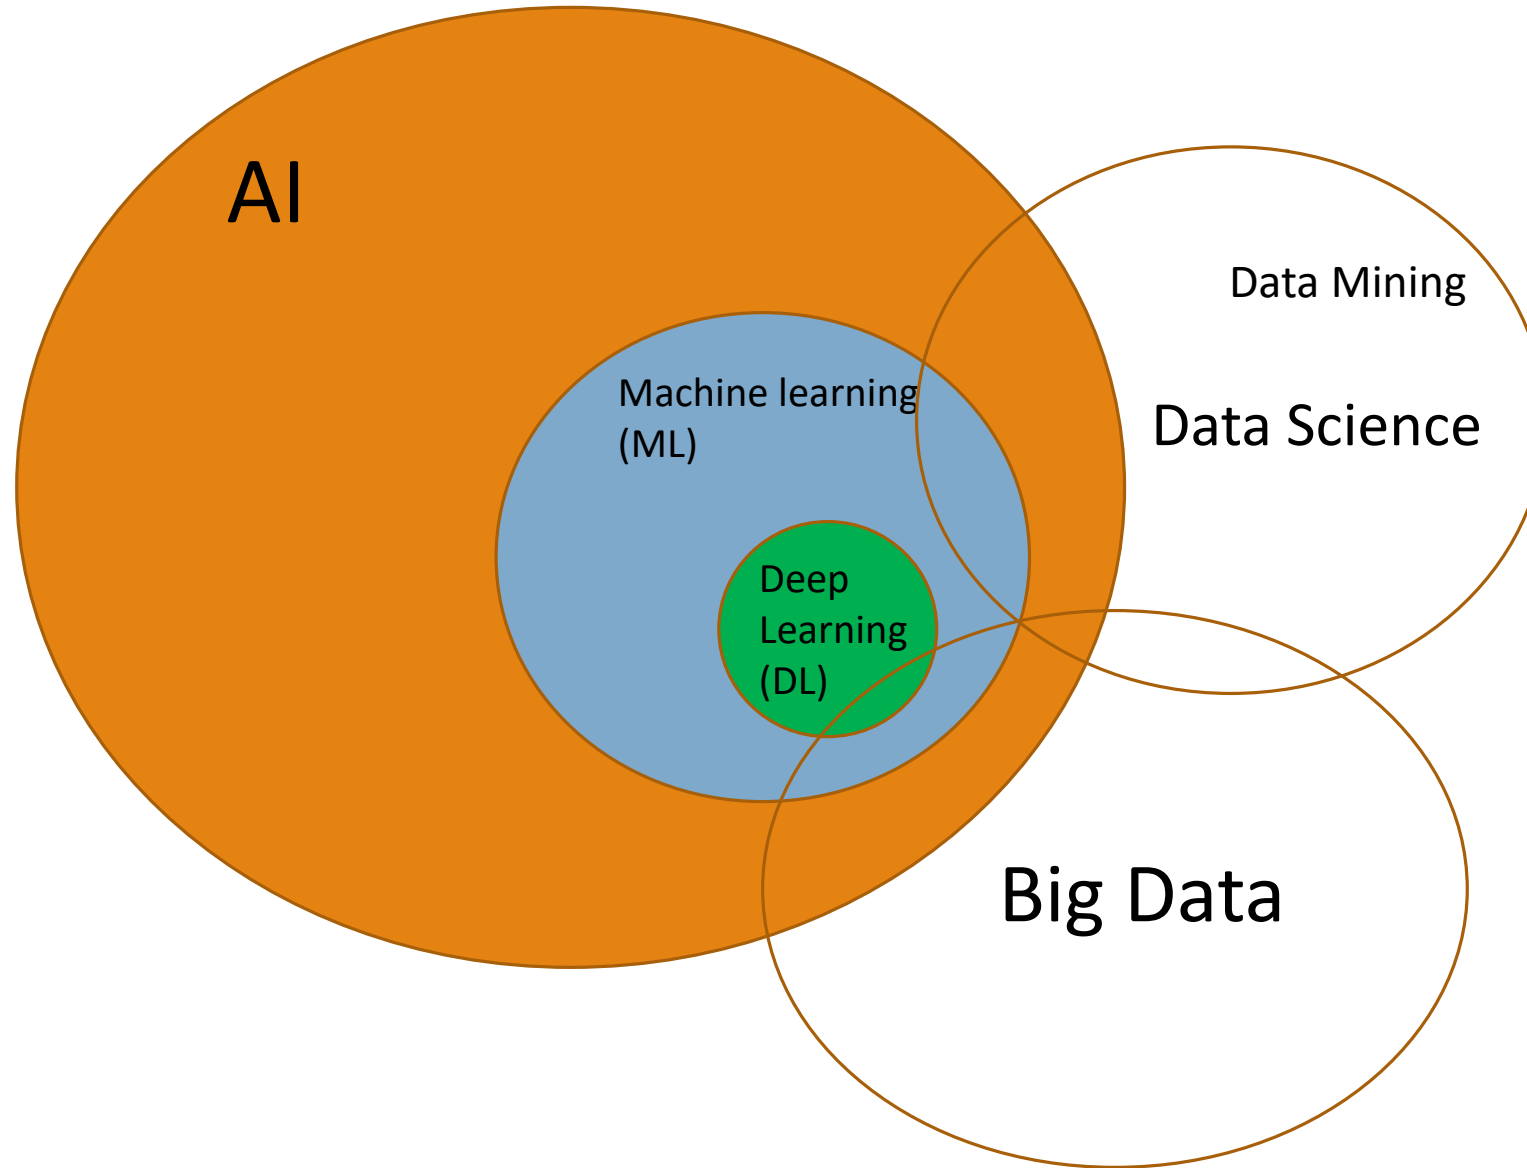 AI
Data Mining
Machine learning
(ML)
Data Science
Deep
Learning
(DL)
Big Data